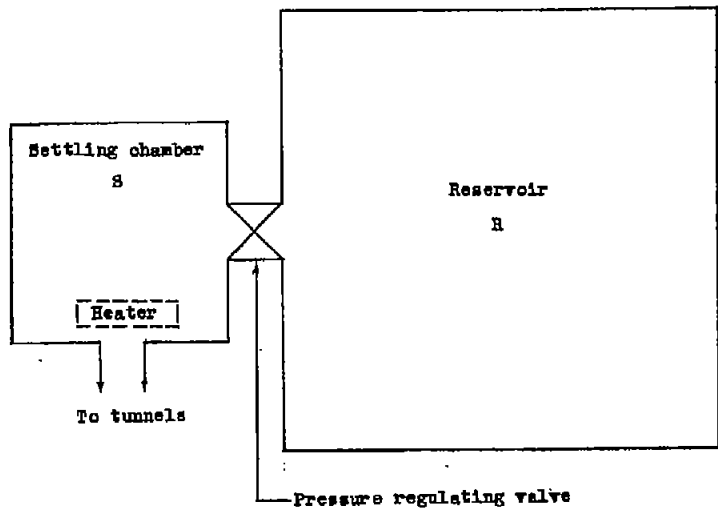 Settling chamber
S
Reservoir
R
Heater
To tunnels
Pressure regulating valve